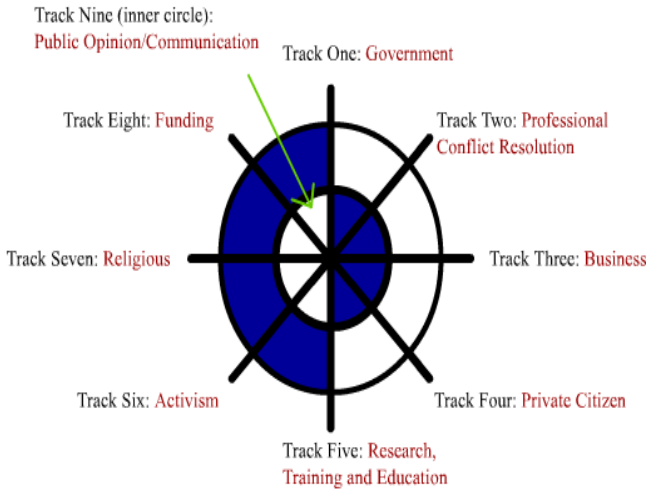 Track Nine (inner circle):
Public Opinion/Communication
Track One: Government
Track Eight: Funding
Track Two: Professional
Conflict Resolution
Track Seven: Religious
Track Three: Business
Track Six: Activism
Track Four: Private Citizen
Track Five: Research,
Training and Education